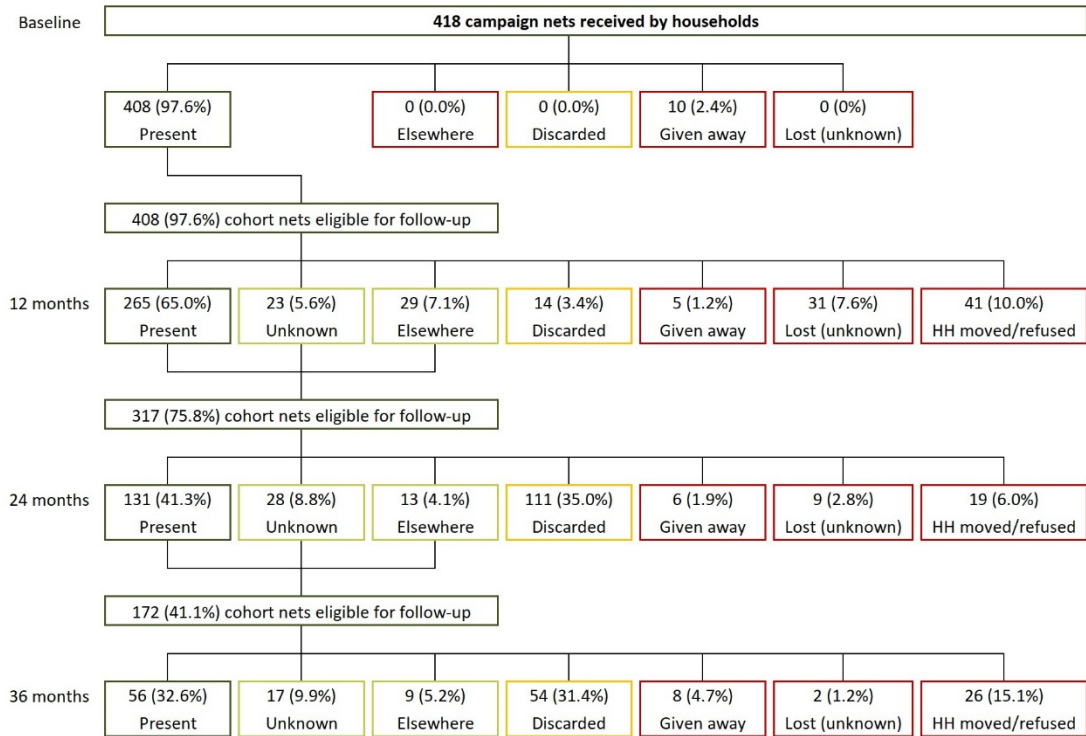 Baseline
418 campaign nets received by households
408 (97.6%)
Present
0 (0.0%)
Elsewhere
0 (0.0%)
Discarded
10 (2.4%)
Given away
0 (0%)
Lost (unknown)
408 (97.6%) cohort nets eligible for follow-up
12 months
265 (65.0%)
Present
23 (5.6%)
Unknown
29 (7.1%)
Elsewhere
14 (3.4%)
Discarded
5 (1.2%)
Given away
31 (7.6%)
Lost (unknown)
41 (10.0%)
HH moved/refused
317 (75.8%) cohort nets eligible for follow-up
24 months
131 (41.3%)
Present
28 (8.8%)
Unknown
13 (4.1%)
Elsewhere
111 (35.0%)
Discarded
6 (1.9%)
Given away
9 (2.8%)
Lost (unknown)
19 (6.0%)
HH moved/refused
172 (41.1%) cohort nets eligible for follow-up
36 months
56 (32.6%)
Present
17 (9.9%)
Unknown
9 (5.2%)
Elsewhere
54 (31.4%)
Discarded
8 (4.7%)
Given away
2 (1.2%)
Lost (unknown)
26 (15.1%)
HH moved/refused